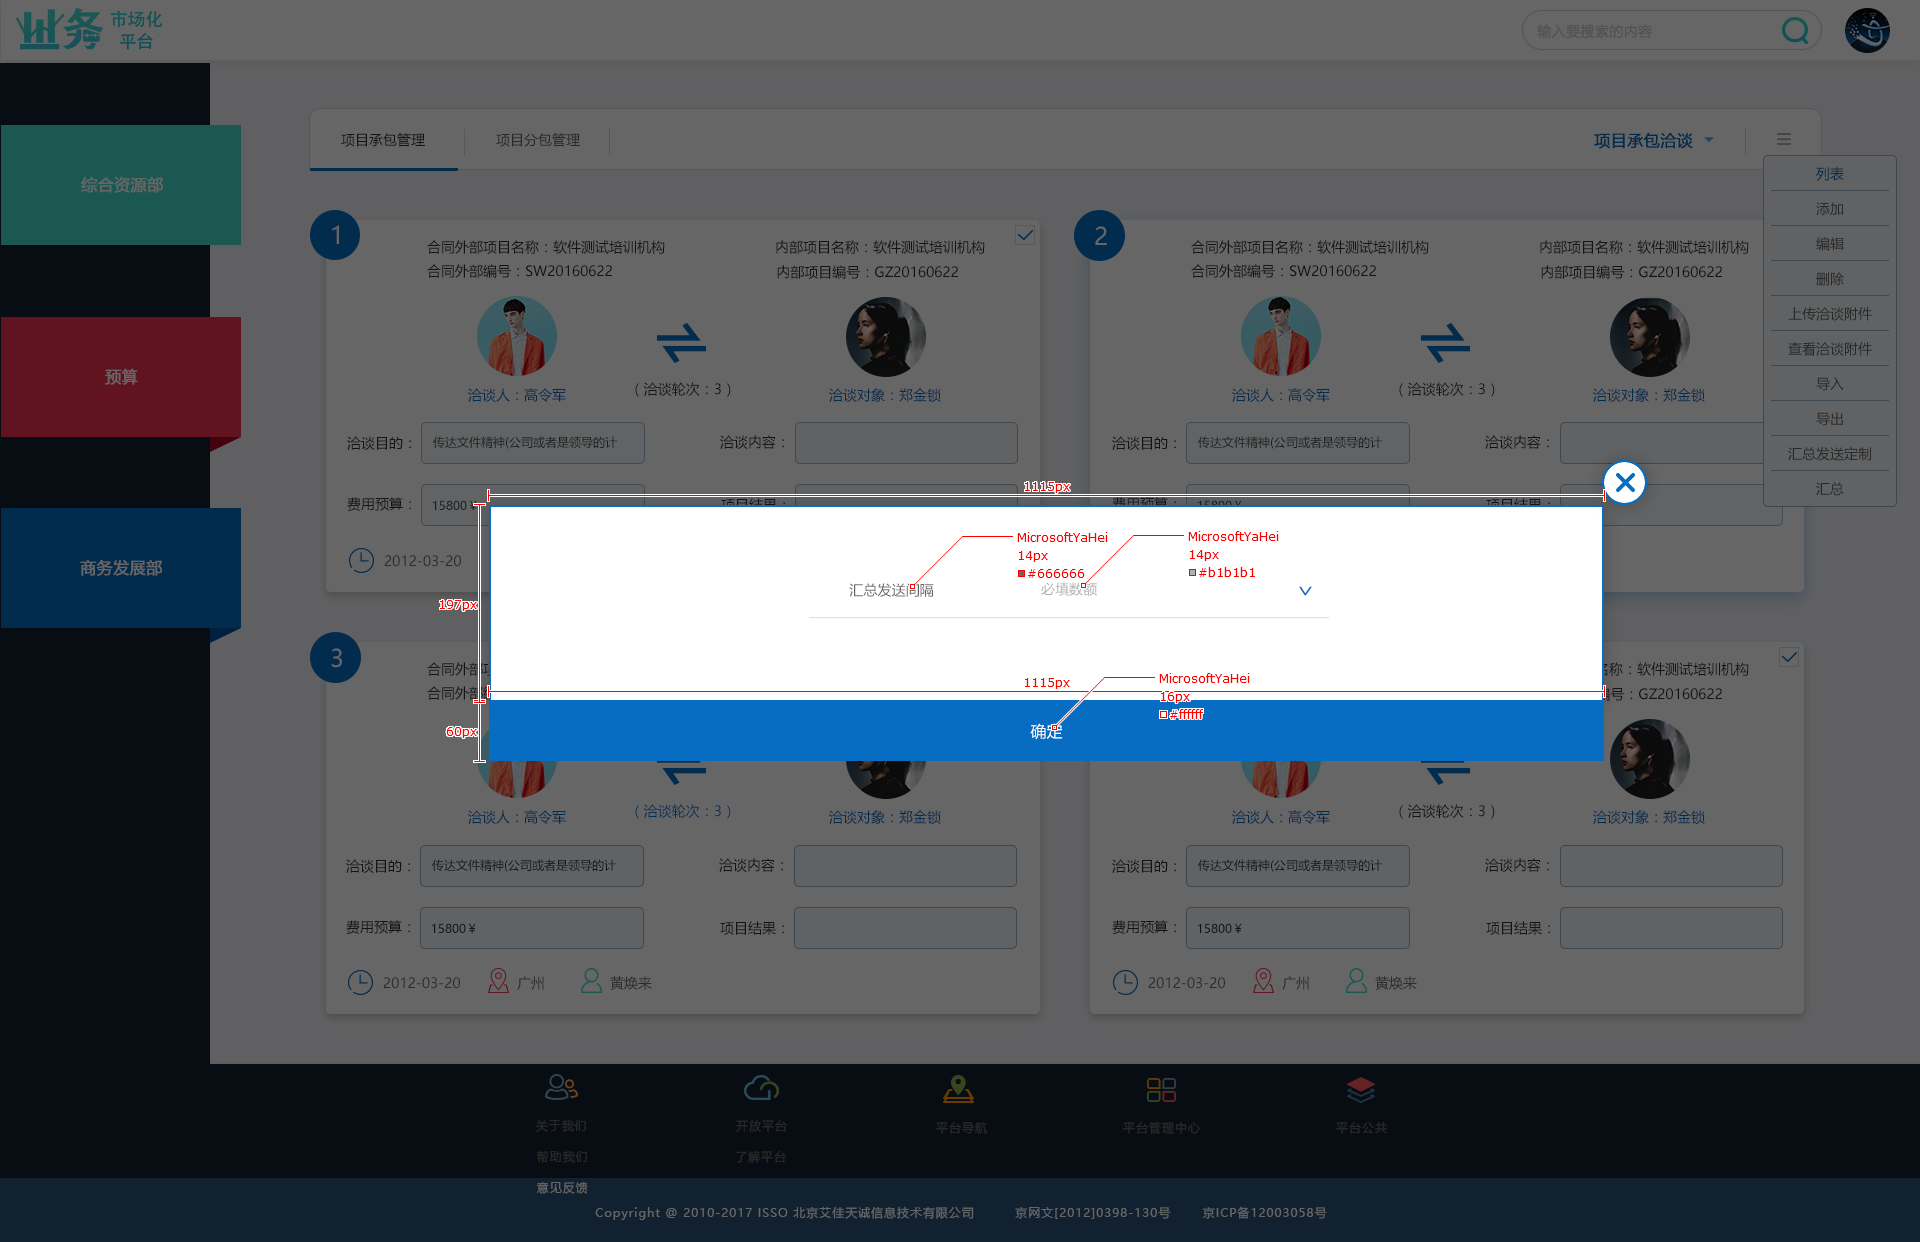 业务 市场化
平台
输入要搜索的内容
项目承包管理 项目分包管理 项目承包洽谈
综合资源部
预算
商务发展部
列表
添加
编辑
删除
上传洽谈附件
查看洽谈附件
导入
导出
汇总发送定制
汇总
1
合同外部项目名称：软件测试培训机构 内部项目名称：软件测试培训机构
合同外部编号：SW20160622 内部项目编号：GZ20160622
洽谈人：高令军 （洽谈轮次：3） 洽谈对象：郑金锁
洽谈目的： 传达文件精神(公司或者是领导的计 洽谈内容：
费用预算： 15800￥ 项目结果：
2012-03-20
2
合同外部项目名称：软件测试培训机构 内部项目名称：软件测试培训机构
合同外部编号：SW20160622 内部项目编号：GZ20160622
洽谈人：高令军 （洽谈轮次：3） 洽谈对象：郑金锁
洽谈目的： 传达文件精神(公司或者是领导的计 洽谈内容：
费用预算： 15800￥ 项目结果：
1115px
MicrosoftYaHei
14px
#666666
MicrosoftYaHei
14px
#b1b1b1
汇总发送间隔 必填数额
197px
1115px
MicrosoftYaHei
16px
#ffffff
60px
确定
3
合同外部
合同外部
洽谈人：高令军 （洽谈轮次：3） 洽谈对象：郑金锁
洽谈目的： 传达文件精神(公司或者是领导的计 洽谈内容：
费用预算： 15800￥ 项目结果：
2012-03-20 广州 黄焕来
名称：软件测试培训机构
号：GZ20160622
洽谈人：高令军 （洽谈轮次：3） 洽谈对象：郑金锁
洽谈目的： 传达文件精神(公司或者是领导的计 洽谈内容：
费用预算： 15800￥ 项目结果：
2012-03-20 广州 黄焕来
关于我们 开放平台 平台导航 平台管理中心 平台公共
帮助我们 了解平台
意见反馈
Copyright @ 2010-2017 ISSO 北京艾佳天诚信息技术有限公司 京网文[2012]0398-130号 京ICP备12003058号